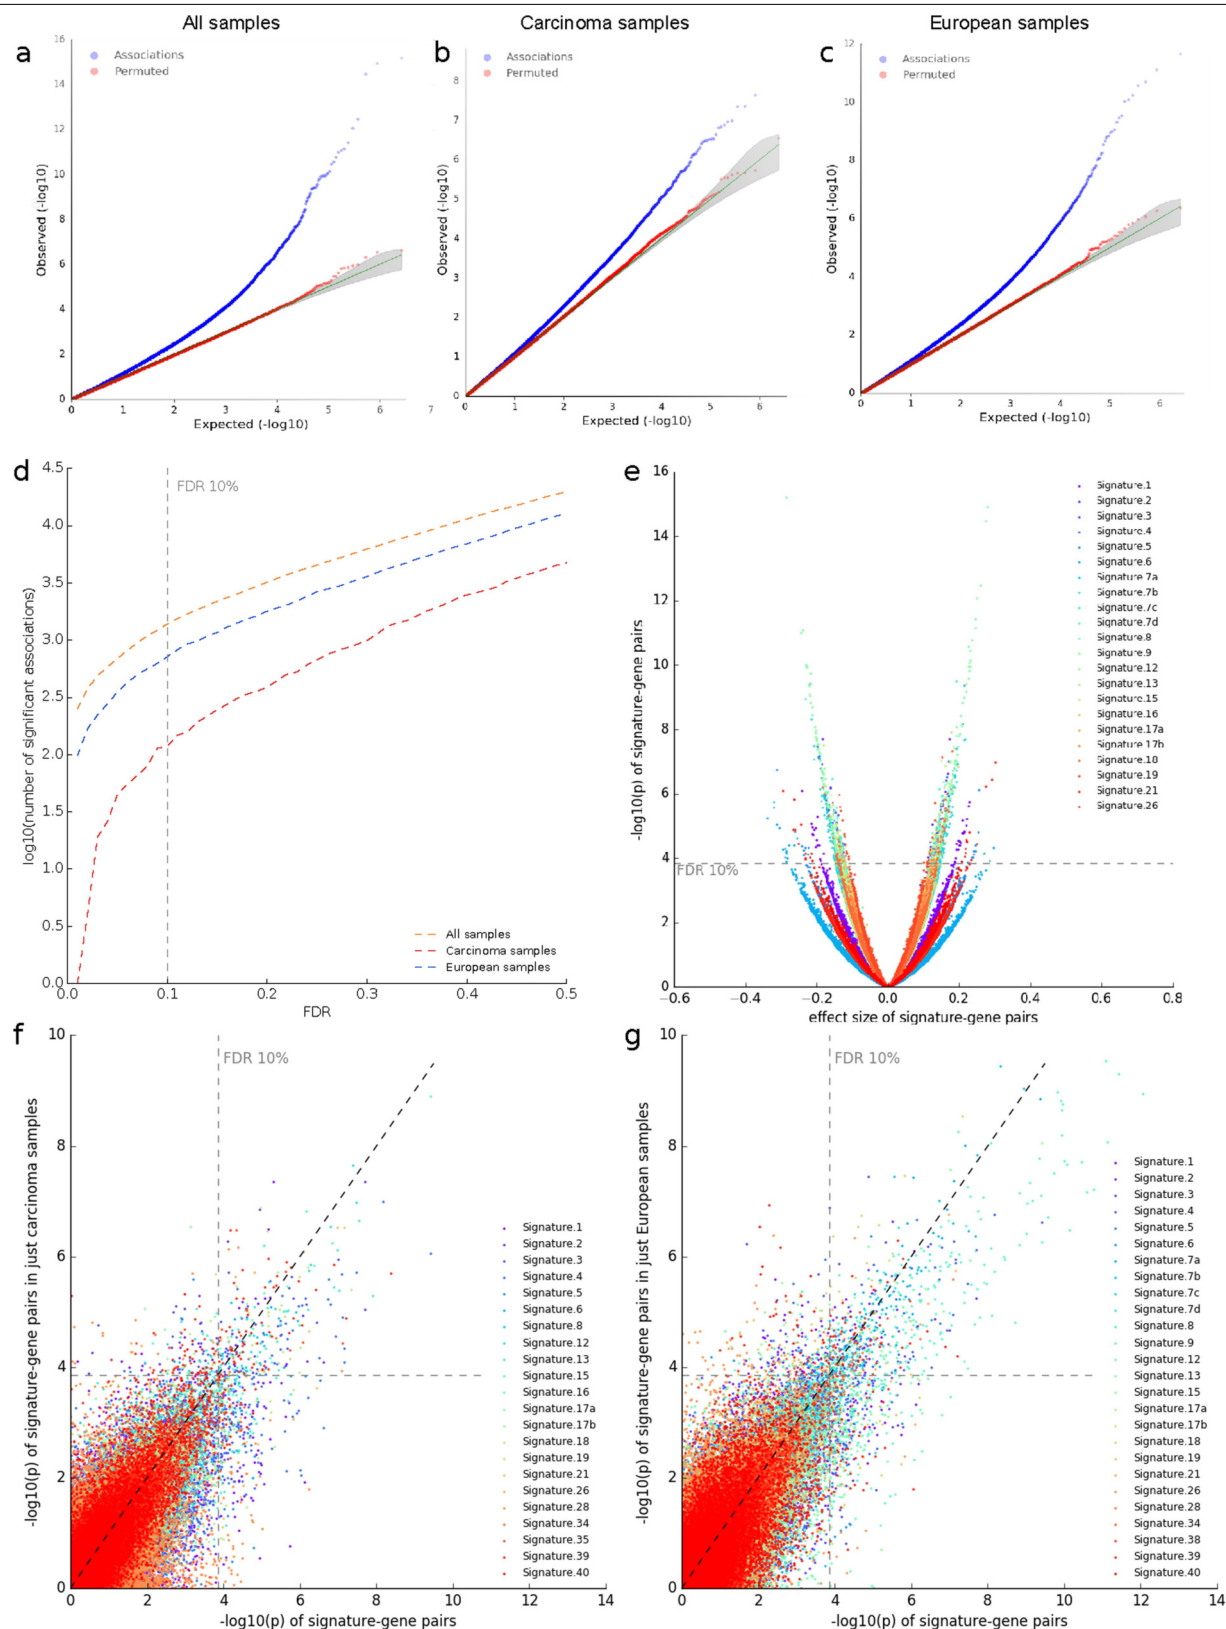 All samples
Carcinoma samples
European samples
a
Associations
Permuted
Observed (-log10)
16
14
12
10
8
6
4
2
0
0 1 2 3 4 5 6 7
Expected (-log10)
b
Associations
Permuted
Observed (-log10)
8
7
6
5
4
3
2
1
0
0 1 2 3 4 5 6
Expected (-log10)
c
Associations
Permuted
Observed (-log10)
12
10
8
6
4
2
0
0 1 2 3 4 5 6
Expected (-log10)
d
FDR 10%
log10(number of significant associations)
4.5
4.0
3.5
3.0
2.5
2.0
1.5
1.0
0.5
0.0
All samples
Carcinoma samples
European samples
0.0 0.1 0.2 0.3 0.4 0.5
FDR
e
-log10(p) of signature-gene pairs
16
14
12
10
8
6
4
2
0
Signature.1
Signature.2
Signature.3
Signature.4
Signature.5
Signature.6
Signature.7a
Signature.7b
Signature.7c
Signature.7d
Signature.8
Signature.9
Signature.12
Signature.13
Signature.15
Signature.16
Signature.17a
Signature.17b
Signature.18
Signature.19
Signature.21
Signature.26
FDR 10%
−0.6 −0.4 −0.2 0.0 0.2 0.4 0.6 0.8
effect size of signature-gene pairs
f
FDR 10%
-log10(p) of signature-gene pairs in just carcinoma samples
10
8
6
4
2
0
Signature.1
Signature.2
Signature.3
Signature.4
Signature.5
Signature.6
Signature.8
Signature.12
Signature.13
Signature.15
Signature.16
Signature.17a
Signature.17b
Signature.18
Signature.19
Signature.21
Signature.26
Signature.28
Signature.34
Signature.35
Signature.39
Signature.40
0 2 4 6 8 10 12 14
-log10(p) of signature-gene pairs
g
FDR 10%
-log10(p) of signature-gene pairs in just European samples
10
8
6
4
2
0
Signature.1
Signature.2
Signature.3
Signature.4
Signature.5
Signature.6
Signature.7a
Signature.7b
Signature.7c
Signature.7d
Signature.8
Signature.9
Signature.12
Signature.13
Signature.15
Signature.17a
Signature.17b
Signature.18
Signature.19
Signature.21
Signature.26
Signature.28
Signature.34
Signature.38
Signature.39
Signature.40
0 2 4 6 8 10 12 14
-log10(p) of signature-gene pairs